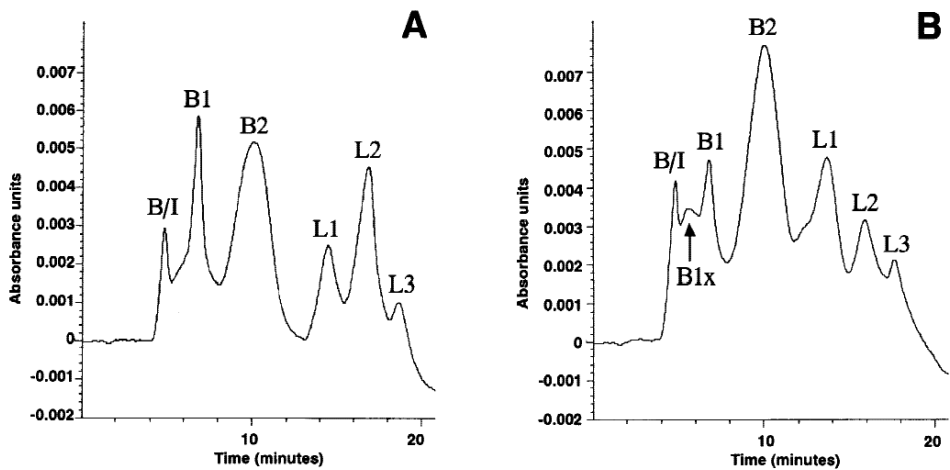 A
Absorbance units
0.007
0.006
0.005
0.004
0.003
0.002
0.001
0
-0.001
-0.002
B/I
B1
B2
L1
L2
L3
10
20
Time (minutes)
B
Absorbance units
0.007
0.006
0.005
0.004
0.003
0.002
0.001
0
-0.001
-0.002
B/I
B1x
B1
B2
L1
L2
L3
10
20
Time (minutes)